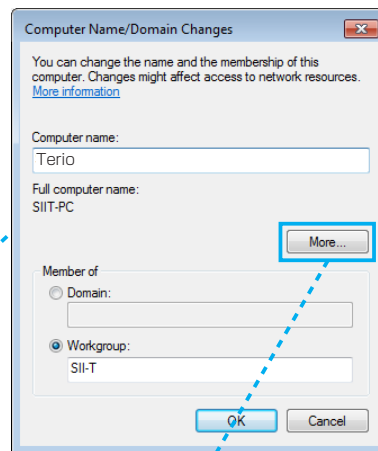 Computer Name/Domain Changes
You can change the name and the membership of this
computer. Changes might affect access to network resources.
More information
Computer name:
Terio
Full computer name:
SIIT-PC
More...
Member of
Domain:
Workgroup:
SII-T
OK
Cancel